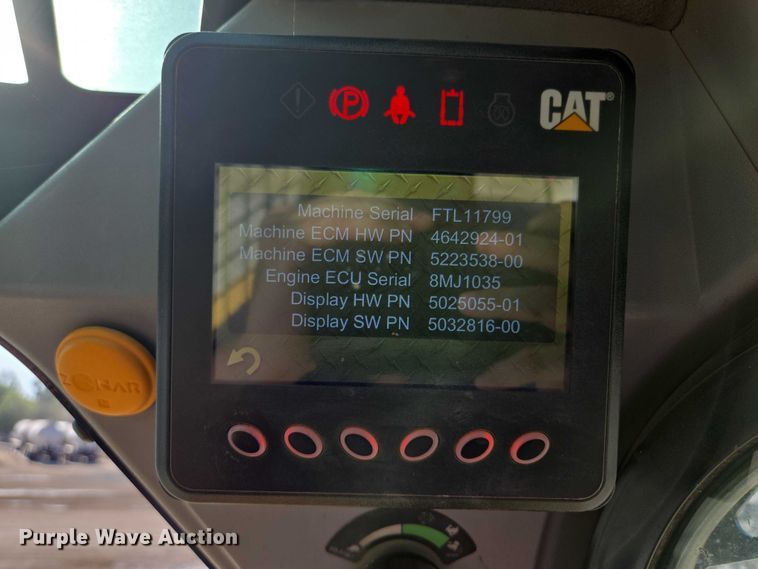 P
CAT®
Machine Serial FTL11799
Machine ECM HW PN 4642924-01
Machine ECM SW PN 5223538-00
Engine ECU Serial 8MJ1035
Display HW PN 5025055-01
Display SW PN 5032816-00
ZONAR
Purple Wave Auction